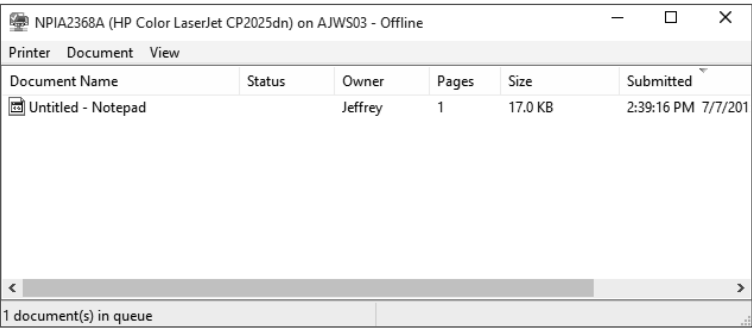 NPIA2368A (HP Color LaserJet CP2025dn) on AJWS03 - Offline
Printer Document View
Document Name Status Owner Pages Size Submitted
Untitled - Notepad Jeffrey 1 17.0 KB 2:39:16 PM 7/7/201
1 document(s) in queue